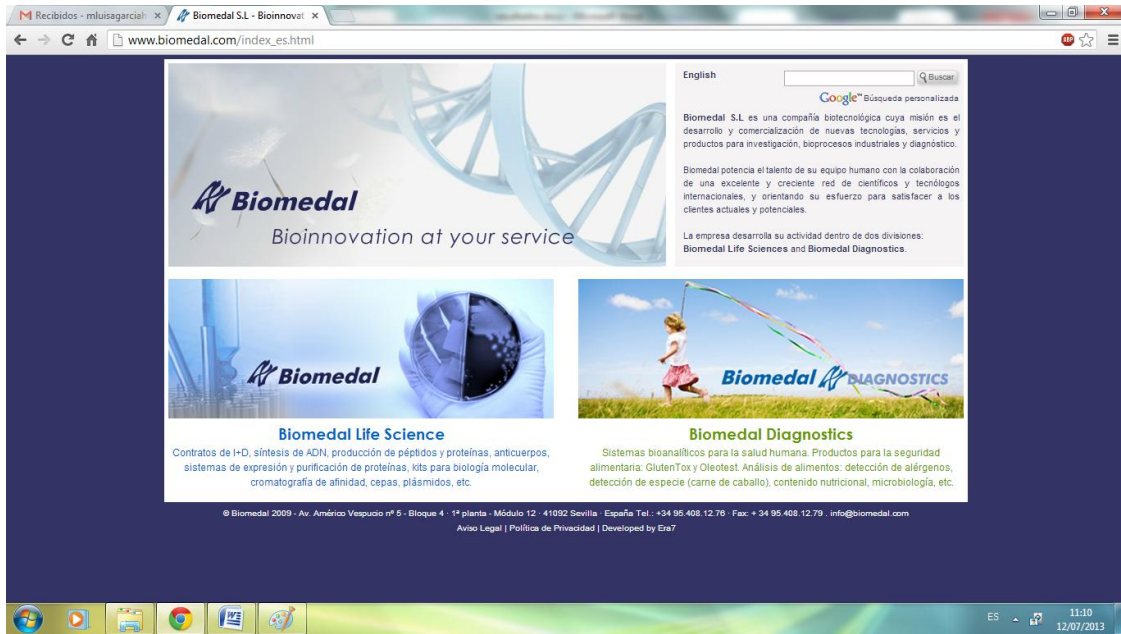 Recibidos - mluisagarciah
Biomedal S.L - Bioinnovat
www.biomedal.com/index_es.html
ABP
Biomedal
Bioinnovation at your service
English
Buscar
Google™ Búsqueda personalizada
Biomedal S.L es una compañía biotecnológica cuya misión es el
desarrollo y comercialización de nuevas tecnologías, servicios y
productos para investigación, bioprocesos industriales y diagnóstico.
Biomedal potencia el talento de su equipo humano con la colaboración
de una excelente y creciente red de científicos y tecnólogos
internacionales, y orientando su esfuerzo para satisfacer a los
clientes actuales y potenciales.
La empresa desarrolla su actividad dentro de dos divisiones:
Biomedal Life Sciences and Biomedal Diagnostics.
Biomedal
Biomedal DIAGNOSTICS
Biomedal Life Science
Contratos de I+D, síntesis de ADN, producción de péptidos y proteínas, anticuerpos,
sistemas de expresión y purificación de proteínas, kits para biología molecular,
cromatografía de afinidad, cepas, plásmidos, etc.
Biomedal Diagnostics
Sistemas bioanalíticos para la salud humana. Productos para la seguridad
alimentaria: GlutenTox y Oleotest. Análisis de alimentos: detección de alérgenos,
detección de especie (carne de caballo), contenido nutricional, microbiología, etc.
© Biomedal 2009 - Av. Américo Vespucio nº 5 - Bloque 4 · 1ª planta - Módulo 12 · 41092 Sevilla · España Tel.: +34 95.408.12.76 · Fax: + 34 95.408.12.79 . info@biomedal.com
Aviso Legal | Política de Privacidad | Developed by Era7
ES
11:10
12/07/2013